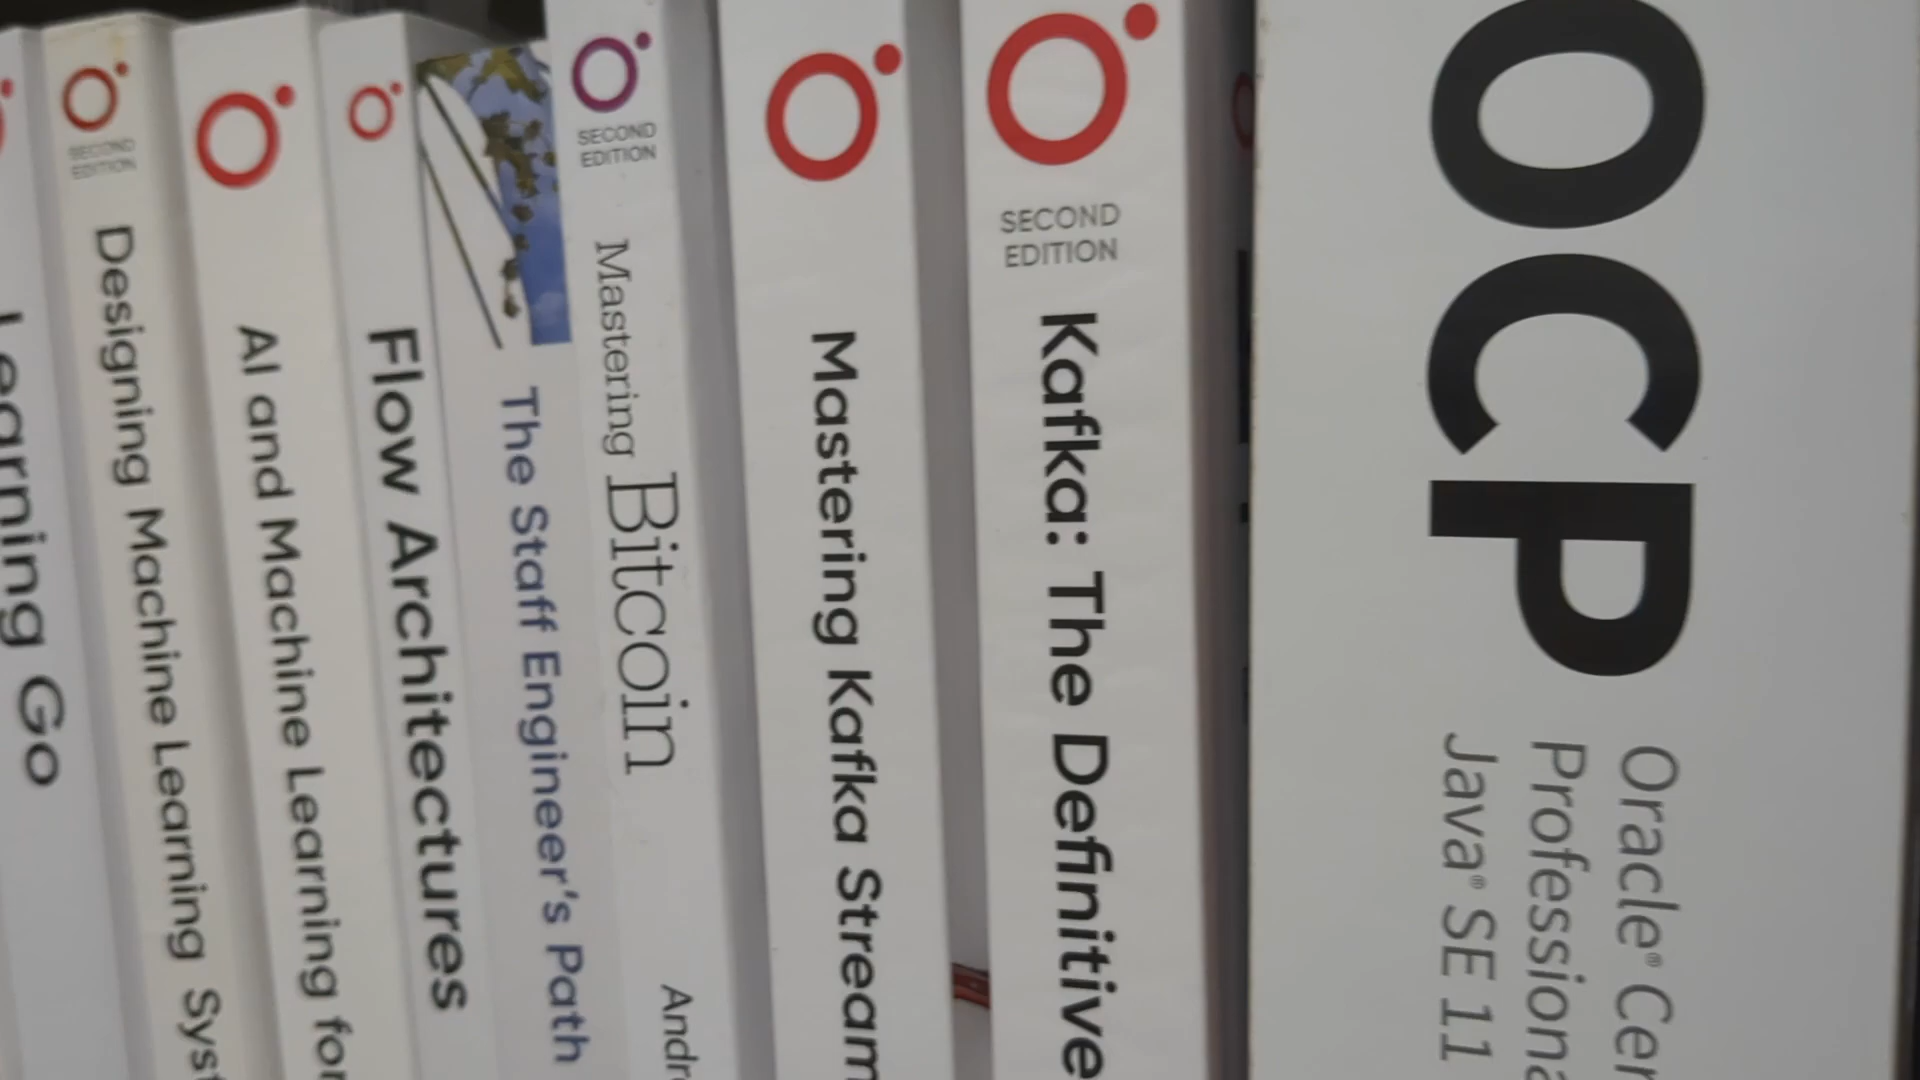 Learning Go
SECOND
EDITION
Designing Machine Learning Syst
AI and Machine Learning for
Flow Architectures
The Staff Engineer's Path
SECOND
EDITION
Mastering Bitcoin
Andr
Mastering Kafka Stream
SECOND
EDITION
Kafka: The Definitive
OCP
Oracle® Cer
Professiona
Java® SE 11